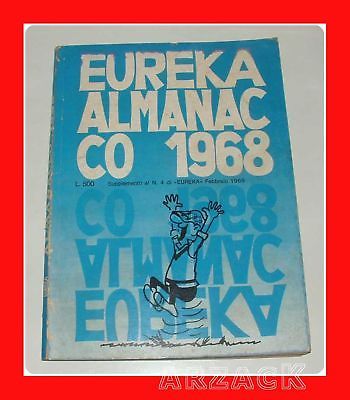 EUREKA
ALMANAC
CO 1968
L. 500 Supplemento al N. 4 di «EUREKA» Febbraio 1968
CO 1968
ALMANAC
EUREKA
ARZACK